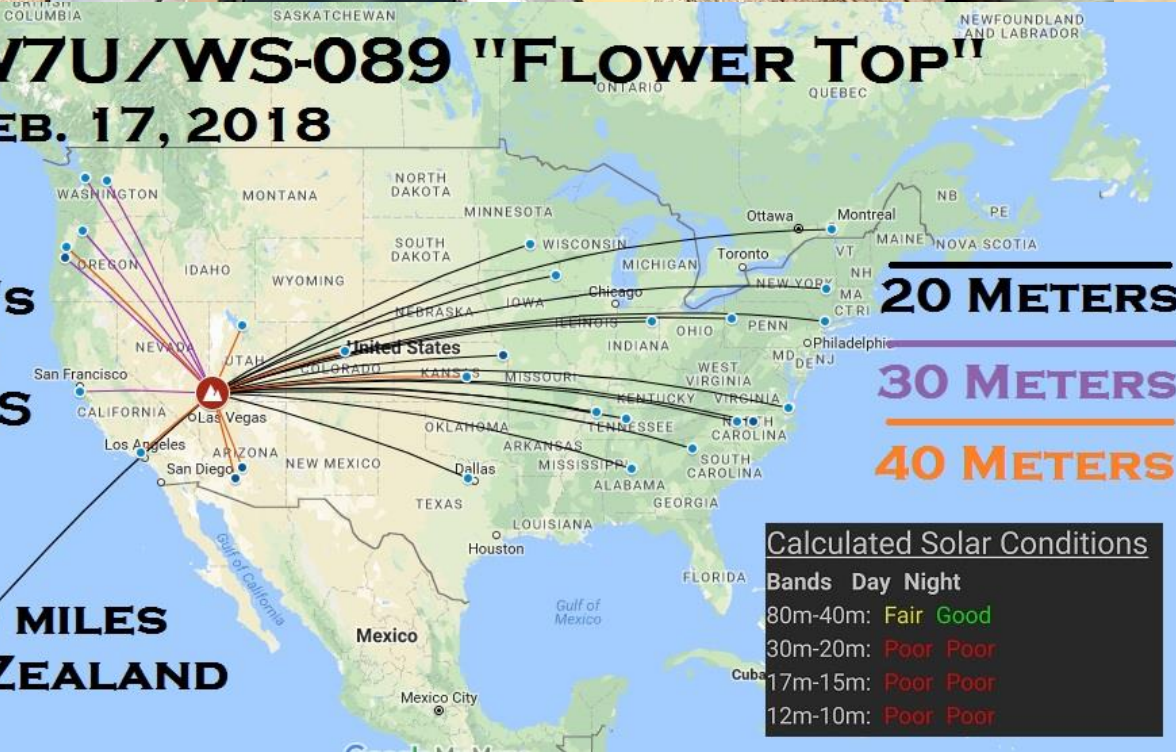 COLUMBIA
SASKATCHEWAN
NEWFOUNDLAND
AND LABRADOR
V7U/WS-089 "FLOWER TOP"
ONTARIO
QUEBEC
EB. 17, 2018
WASHINGTON
MONTANA
NORTH
DAKOTA
MINNESOTA
Ottawa
Montreal
NB
PE
MAINE
NOVA SCOTIA
OREGON
IDAHO
SOUTH
DAKOTA
WISCONSIN
MICHIGAN
Toronto
VT
NH
'S
WYOMING
NEBRASKA
IOWA
Chicago
NEW YORK
MA
CT RI
20 METERS
NEVADA
UTAH
United States
COLORADO
ILLINOIS
INDIANA
OHIO
PENN
Philadelphia
MD
DE
NJ
San Francisco
KANSAS
MISSOURI
WEST
VIRGINIA
30 METERS
S
CALIFORNIA
Las Vegas
OKLAHOMA
KENTUCKY
VIRGINIA
TENNESSEE
NORTH
CAROLINA
Los Angeles
ARIZONA
NEW MEXICO
ARKANSAS
San Diego
Dallas
MISSISSIPPI
SOUTH
CAROLINA
40 METERS
TEXAS
ALABAMA
GEORGIA
LOUISIANA
Houston
Gulf of California
FLORIDA
Calculated Solar Conditions
Bands Day Night
80m-40m: Fair Good
30m-20m: Poor Poor
17m-15m: Poor Poor
12m-10m: Poor Poor
MILES
ZEALAND
Gulf of
Mexico
Mexico
Cuba
Mexico City